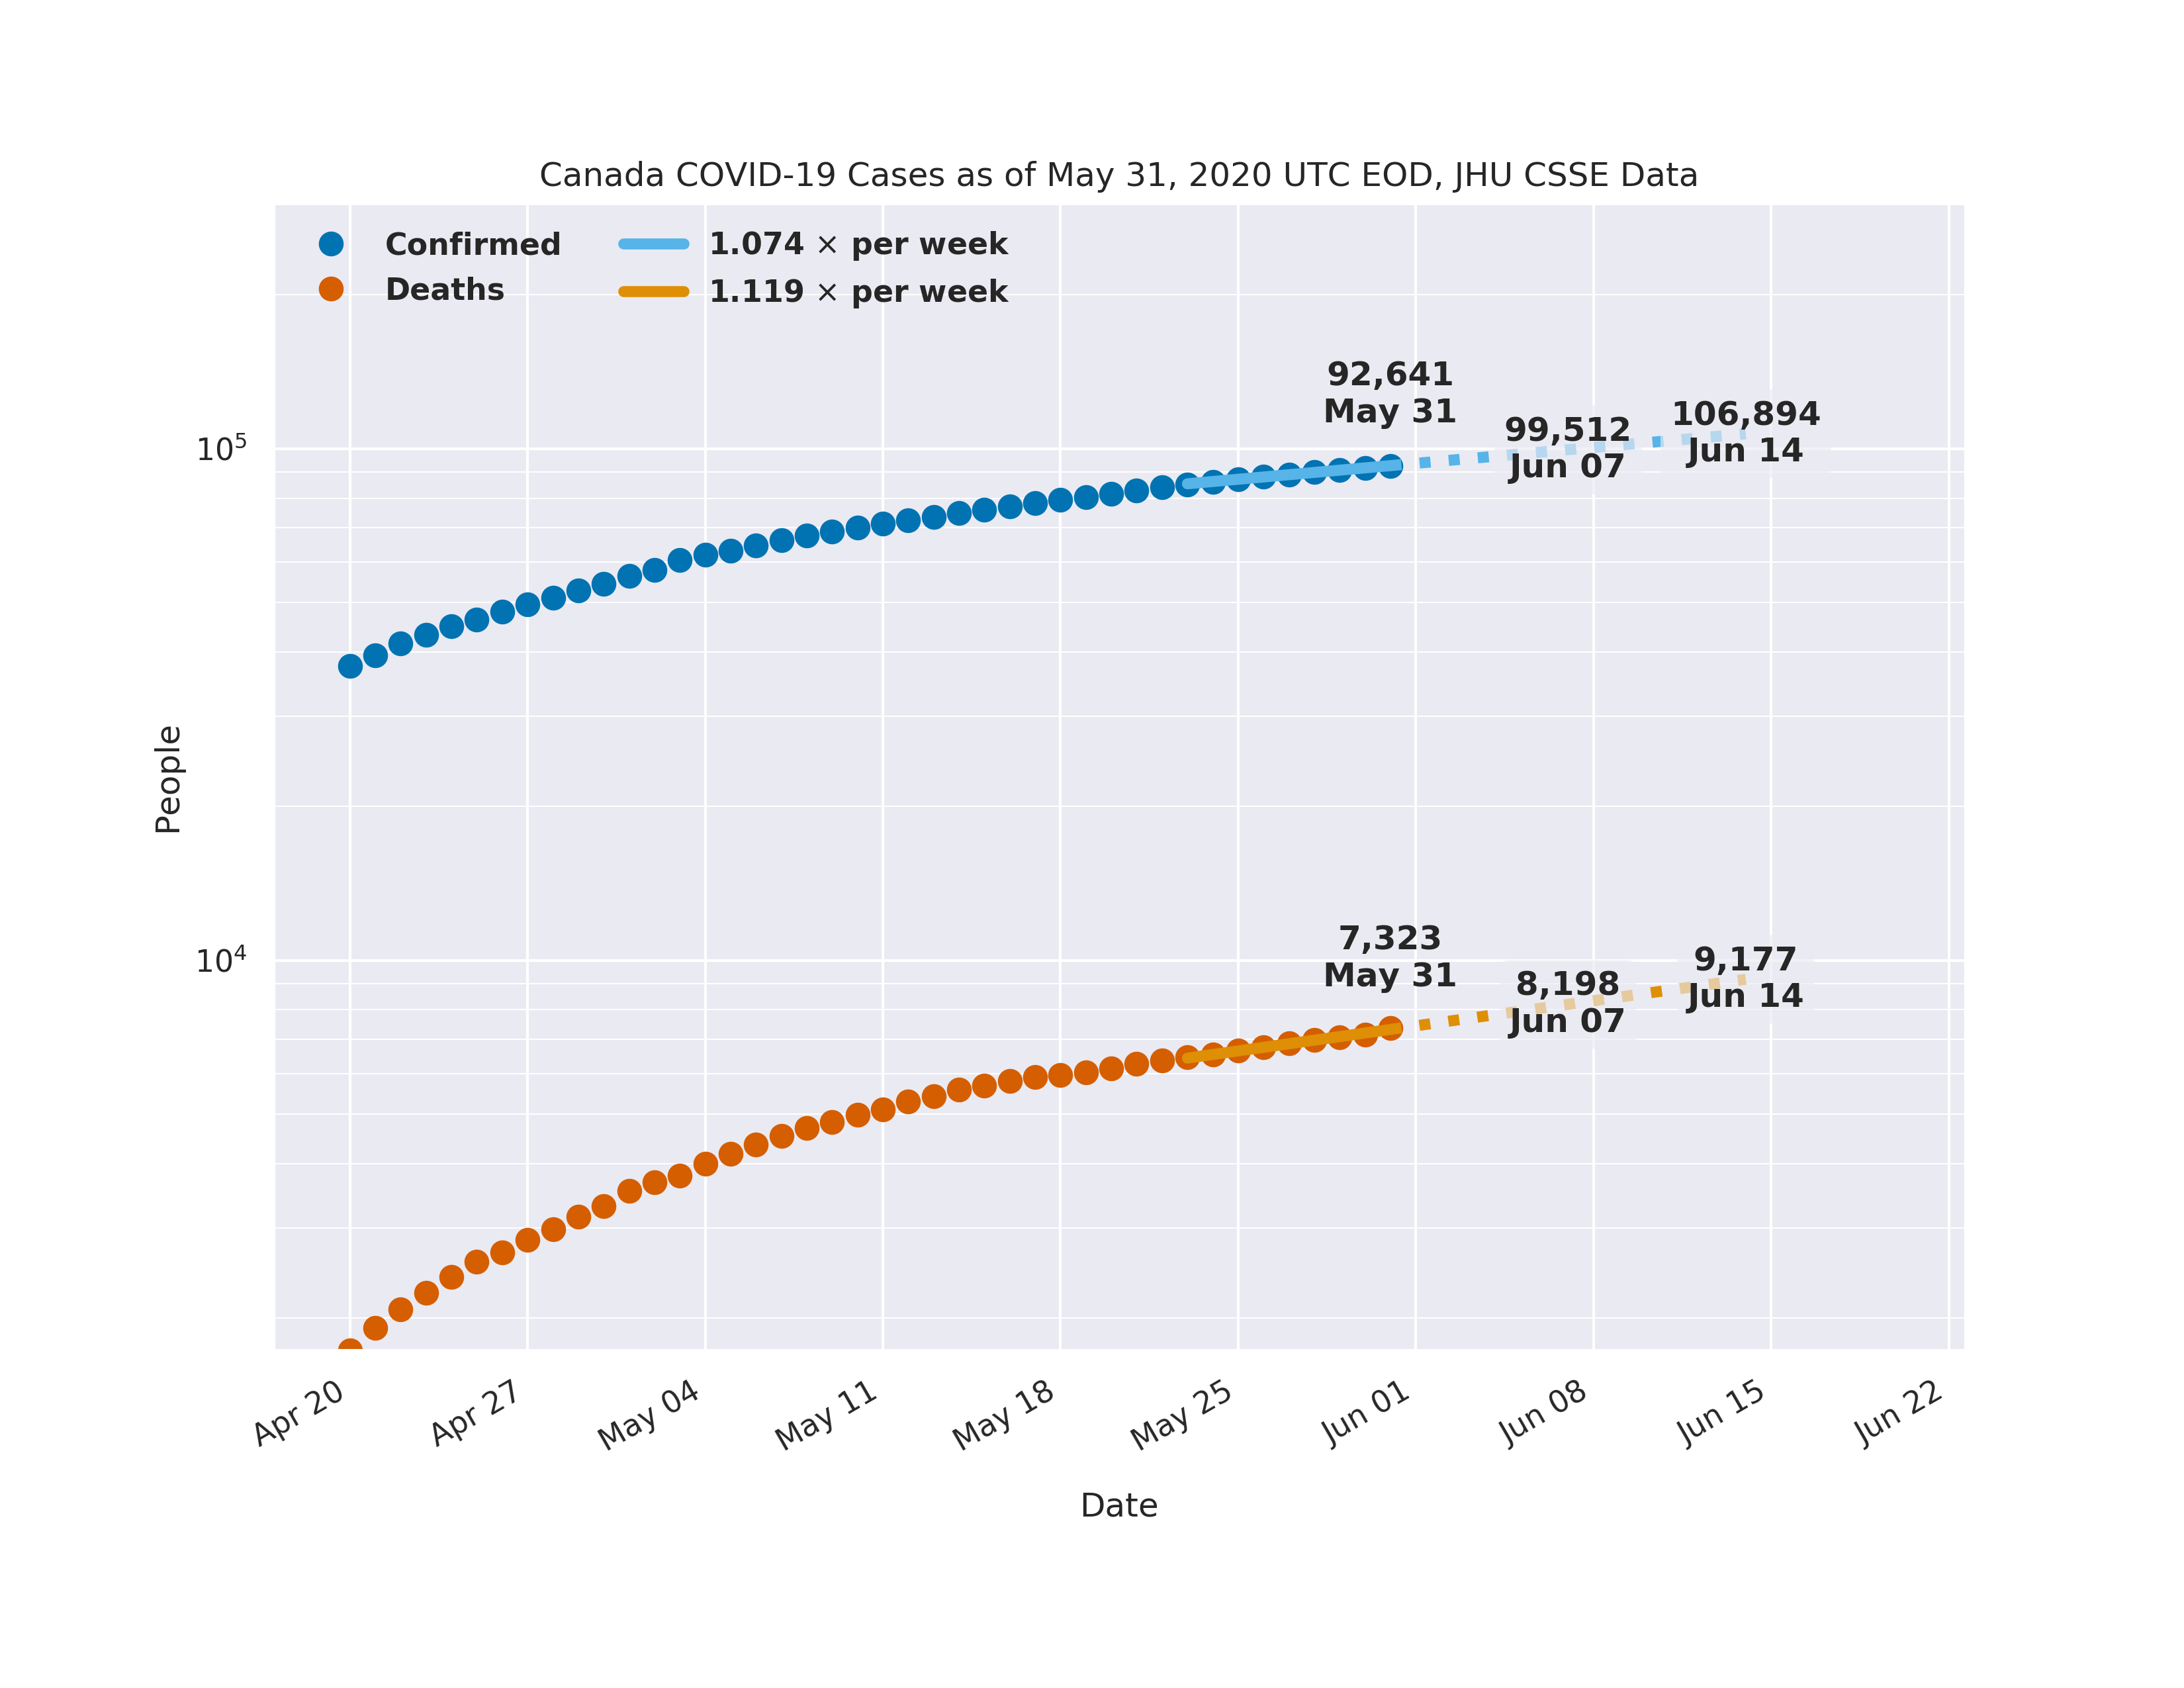 Canada COVID-19 Cases as of May 31, 2020 UTC EOD, JHU CSSE Data
Confirmed
Deaths
1.074 × per week
1.119 × per week
92,641
May 31
99,512
Jun 07
106,894
Jun 14
10⁵
People
10⁴
7,323
May 31
8,198
Jun 07
9,177
Jun 14
Apr 20
Apr 27
May 04
May 11
May 18
May 25
Jun 01
Jun 08
Jun 15
Jun 22
Date